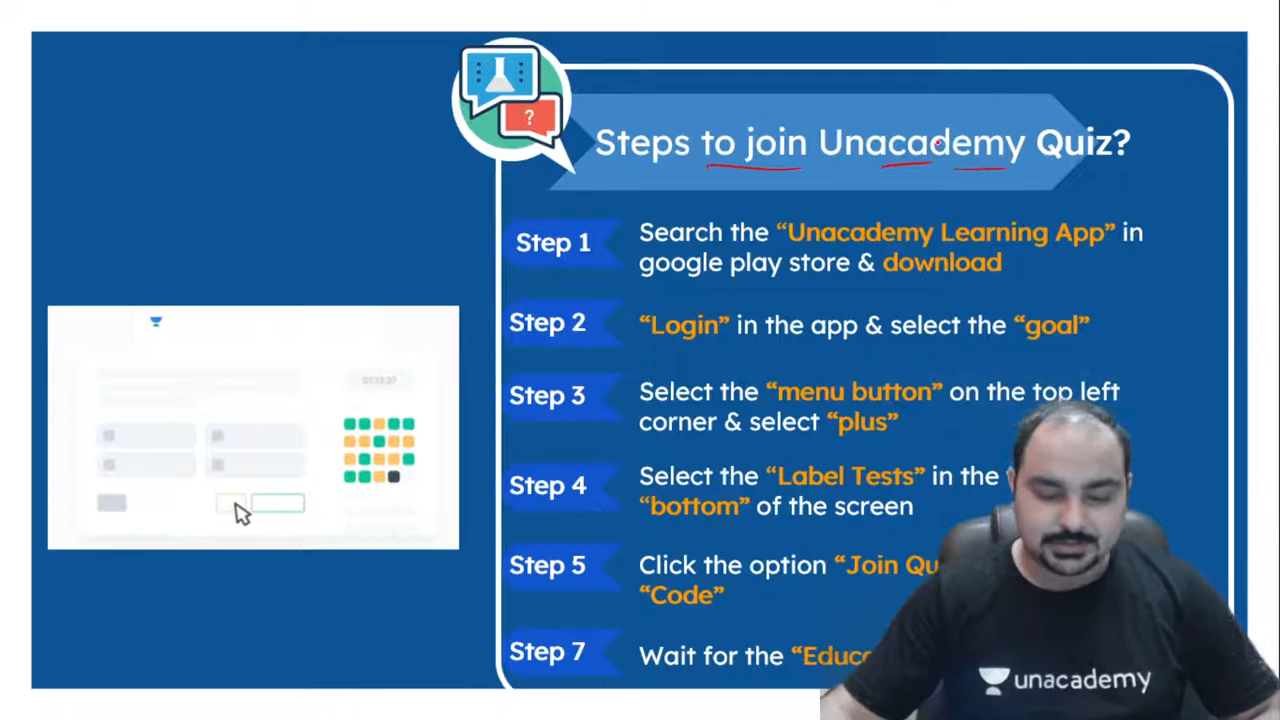 ?
Steps to join Unacademy Quiz?
Step 1
Search the “Unacademy Learning App” in
google play store & download
Step 2
“Login” in the app & select the “goal”
Step 3
Select the “menu button” on the top left
corner & select “plus”
Step 4
Select the “Label Tests” in the
“bottom” of the screen
Step 5
Click the option “Join
“Code”
Step 7
Wait for the
unacademy